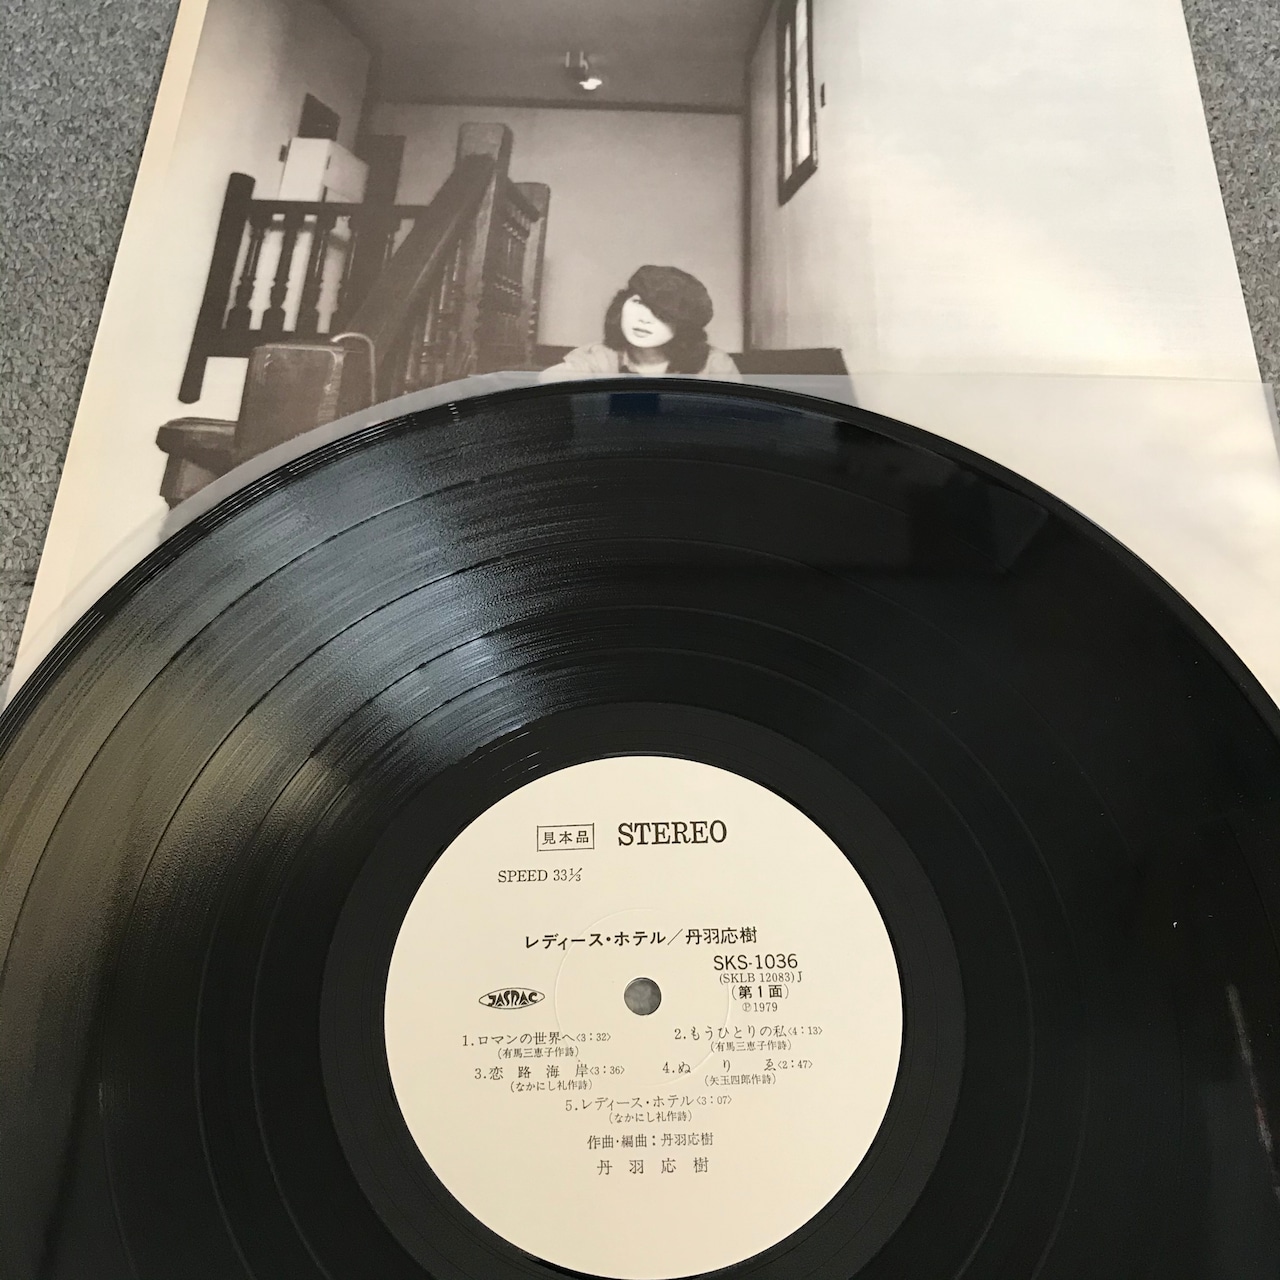 見本品 STEREO
SPEED 33⅓
レディース・ホテル/丹羽応樹
SKS-1036
(SKLB 12083)J
(第1面)
℗1979
JASRAC
1.ロマンの世界へ<3:32> 2.もうひとりの私<4:13>
(有馬三恵子作詩) (有馬三恵子作詩)
3.恋路海岸<3:36> 4.ぬりゑ<2:47>
(なかにし礼作詩) (矢玉四郎作詩)
5.レディース・ホテル<3:07>
(なかにし礼作詩)
作曲・編曲:丹羽応樹
丹羽応樹